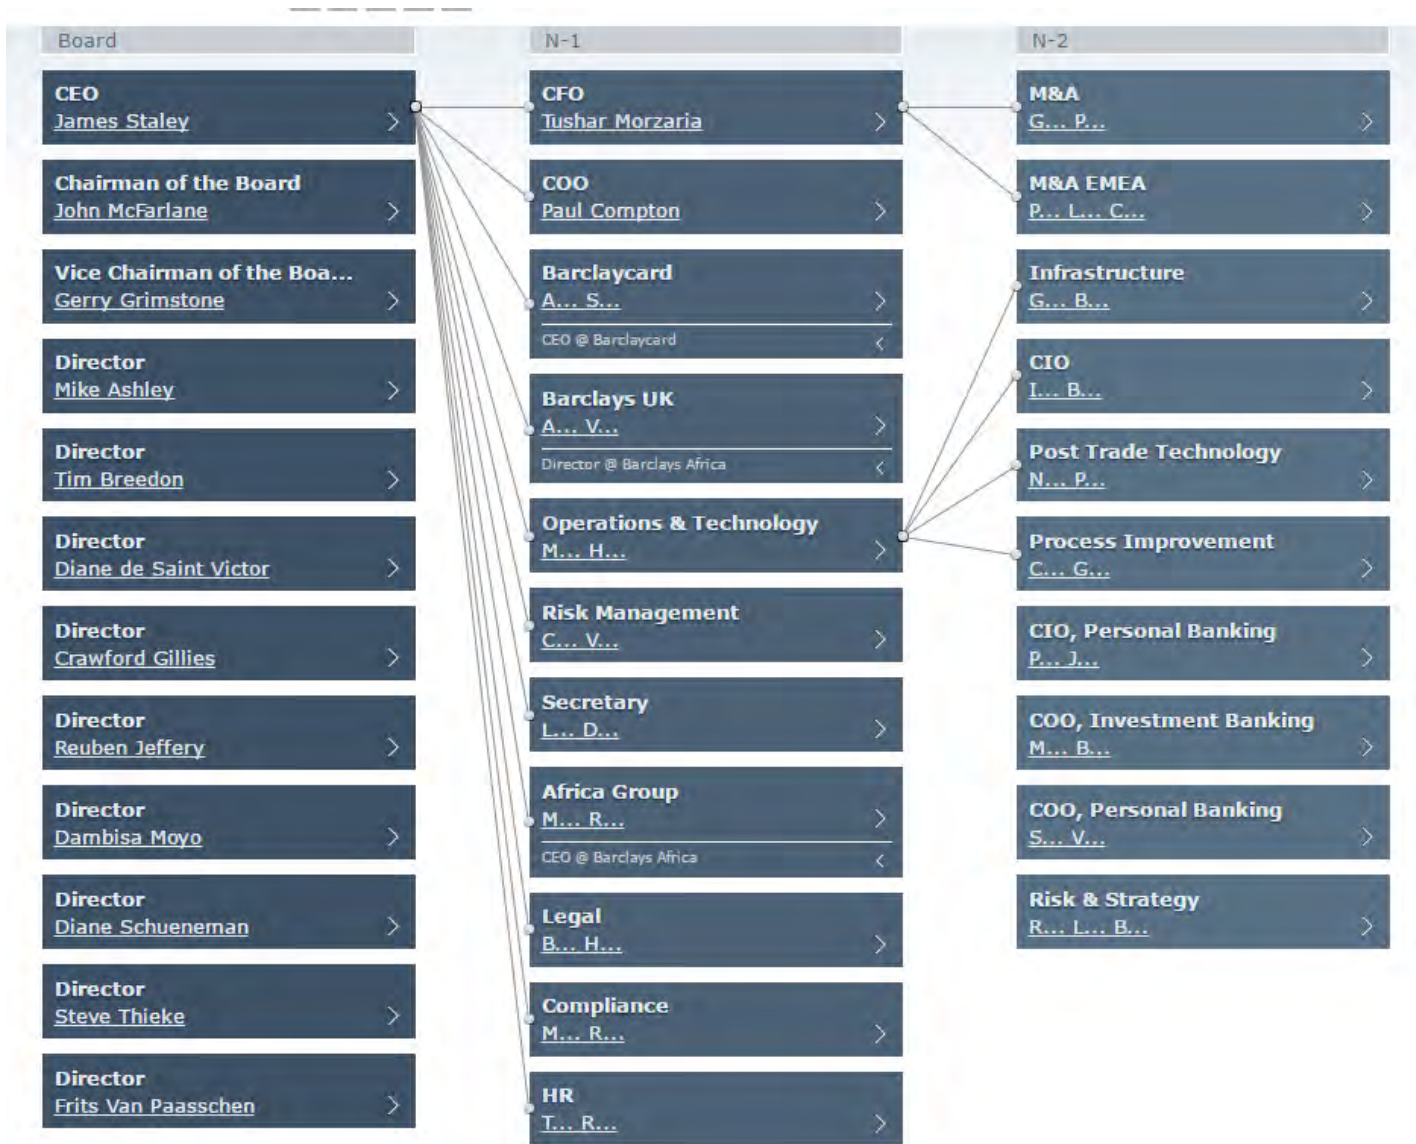 Board
CEO
James Staley
Chairman of the Board
John McFarlane
Vice Chairman of the Boa...
Gerry Grimstone
Director
Mike Ashley
Director
Tim Breedon
Director
Diane de Saint Victor
Director
Crawford Gillies
Director
Reuben Jeffery
Director
Dambisa Moyo
Director
Diane Schueneman
Director
Steve Thieke
Director
Frits Van Paasschen
N-1
CFO
Tushar Morzaria
COO
Paul Compton
Barclaycard
A... S...
CEO @ Barclaycard
Barclays UK
A... V...
Director @ Barclays Africa
Operations & Technology
M... H...
Risk Management
C... V...
Secretary
L... D...
Africa Group
M... R...
CEO @ Barclays Africa
Legal
B... H...
Compliance
M... R...
HR
T... R...
N-2
M&A
G... P...
M&A EMEA
P... L... C...
Infrastructure
G... B...
CIO
I... B...
Post Trade Technology
N... P...
Process Improvement
C... G...
CIO, Personal Banking
P... J...
COO, Investment Banking
M... B...
COO, Personal Banking
S... V...
Risk & Strategy
R... L... B...